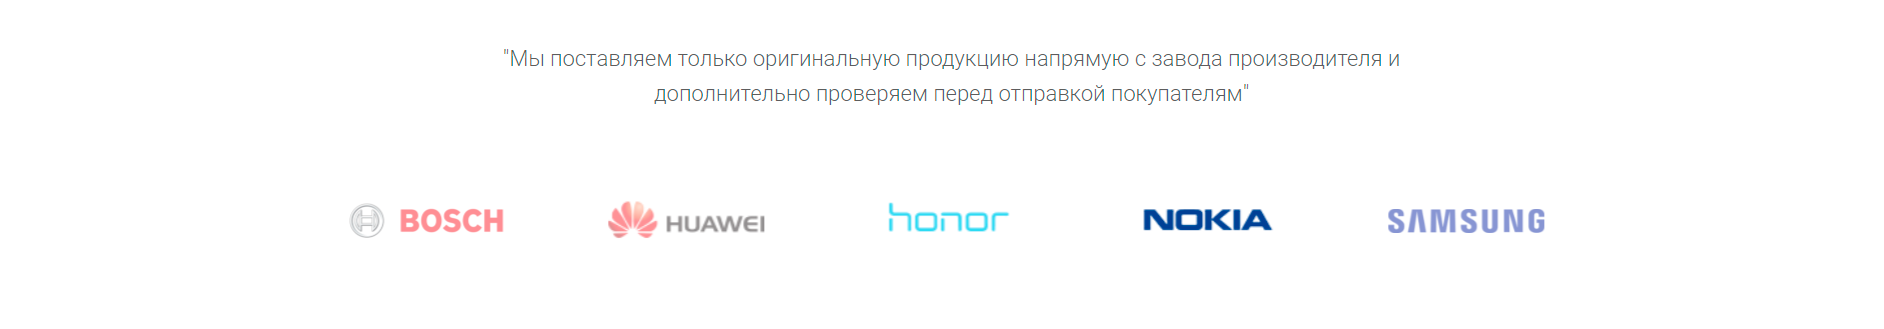 "Мы поставляем только оригинальную продукцию напрямую с завода производителя и
дополнительно проверяем перед отправкой покупателям"
BOSCH HUAWEI honor NOKIA SAMSUNG